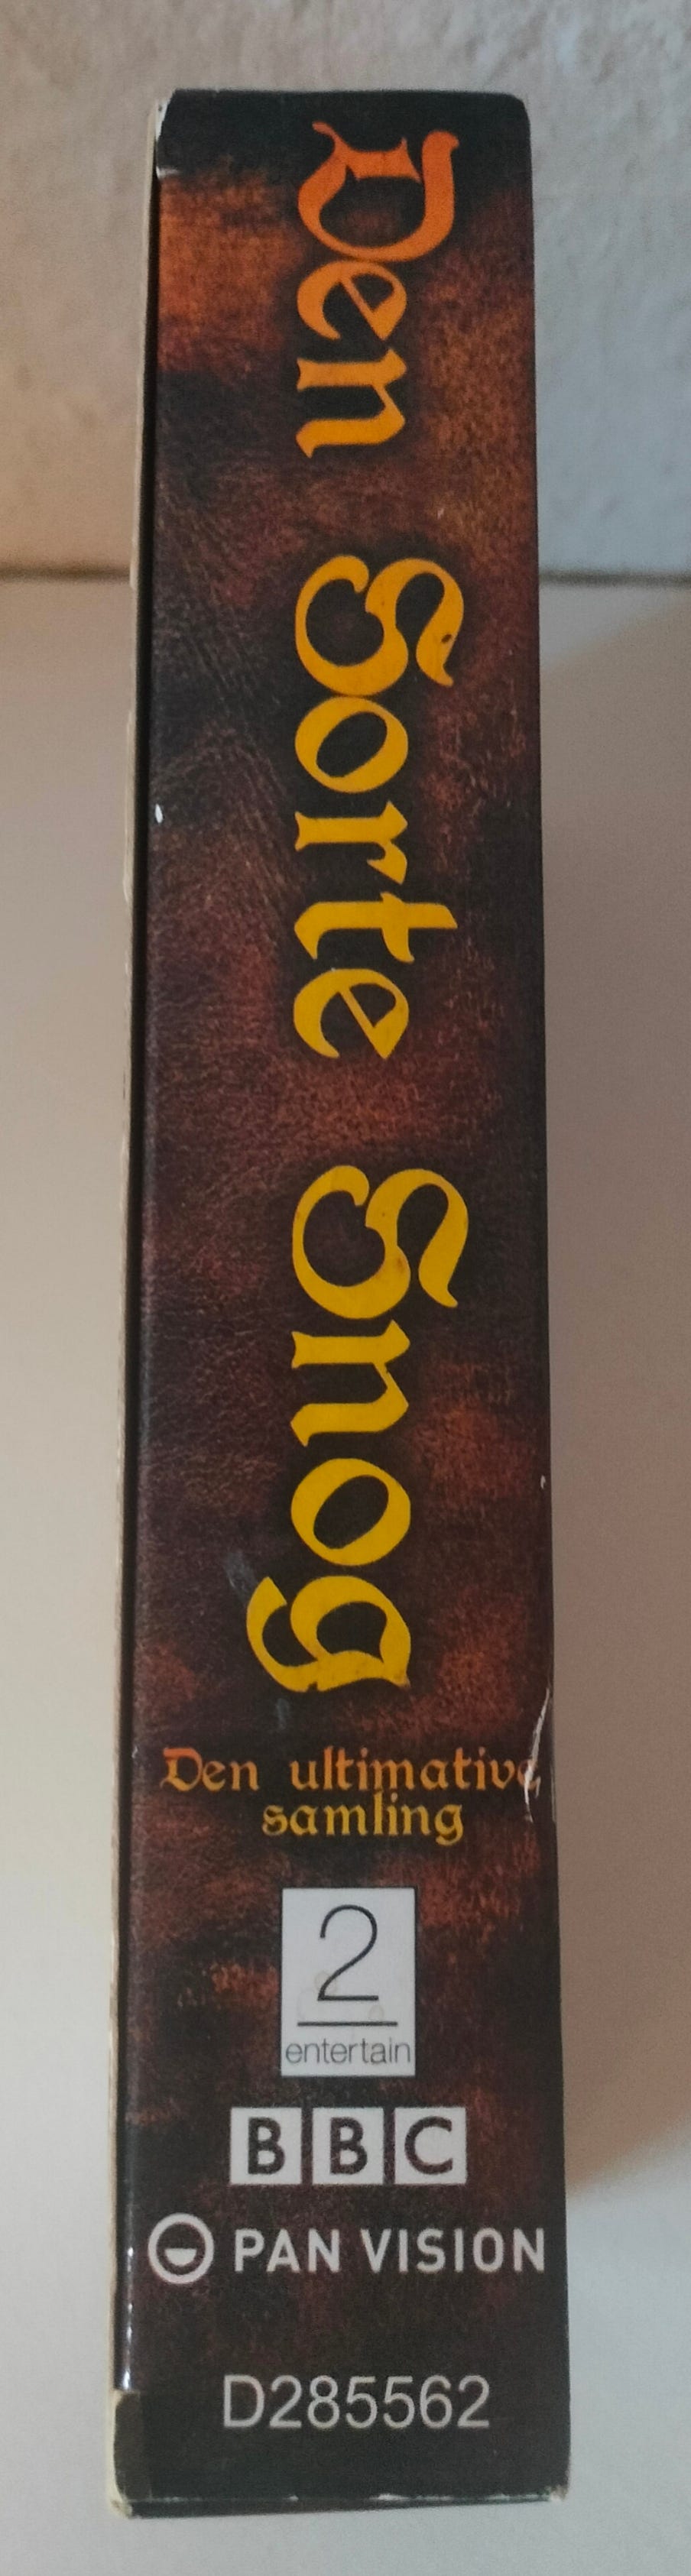 Den Sorte Snog
Den ultimative
samling
2
entertain
BBC
PAN VISION
D285562